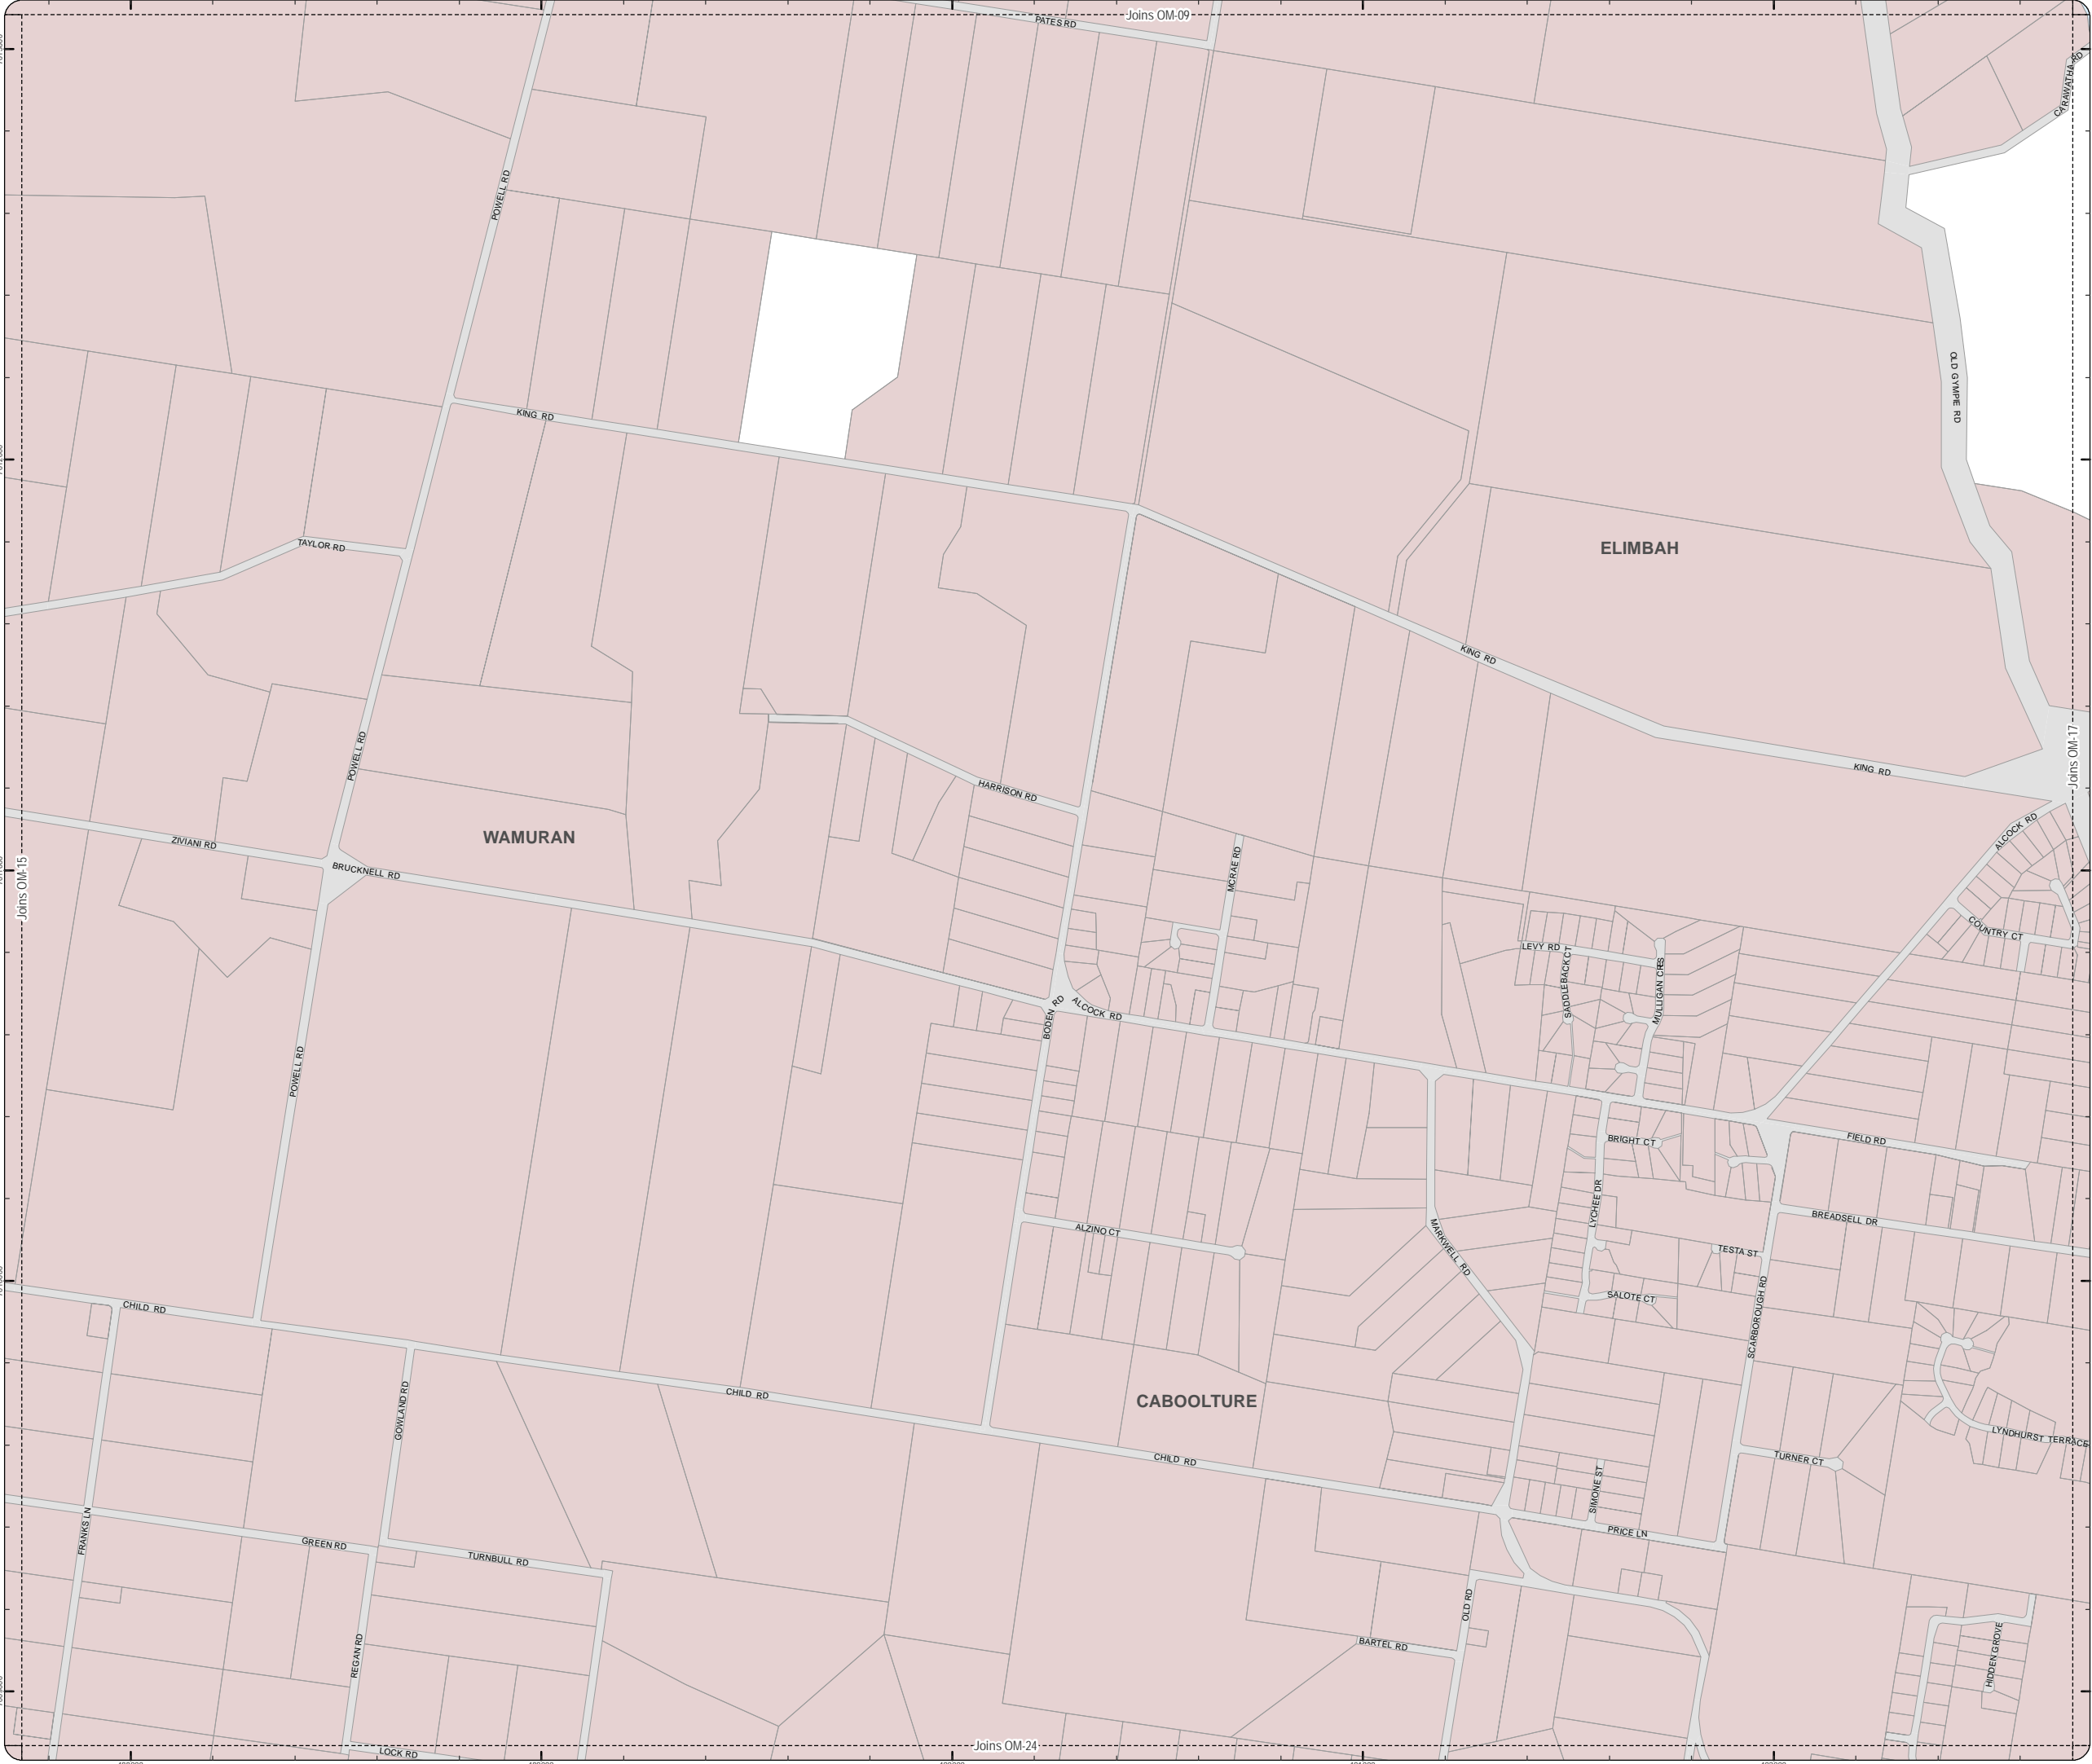 Joins OM-09
PATES RD
CARAWATHA RD
POWELL RD
OLD GYMPIE RD
KING RD
TAYLOR RD
ELIMBAH
KING RD
POWELL RD
KING RD
Joins OM-17
HARRISON RD
ALCOCK RD
WAMURAN
ZIVIANI RD
BRUCKNELL RD
MCRAE RD
Joins OM-15
COUNTRY CT
LEVY RD
SADDLEBACK CT
MULLIGAN CRES
BODEN RD
ALCOCK RD
POWELL RD
FIELD RD
BRIGHT CT
LYCHEE DR
BREADSELL DR
ALZINO CT
MARKWELL RD
TESTA ST
SALOTE CT
SCARBOROUGH RD
CHILD RD
CHILD RD
CABOOLTURE
GOWLAND RD
LYNDHURST TERRACE
CHILD RD
TURNER CT
SIMONE ST
PRICE LN
FRANKS LN
GREEN RD
TURNBULL RD
OLD RD
BARTEL RD
REGAN RD
HIDDEN GROVE
LOCK RD
Joins OM-24